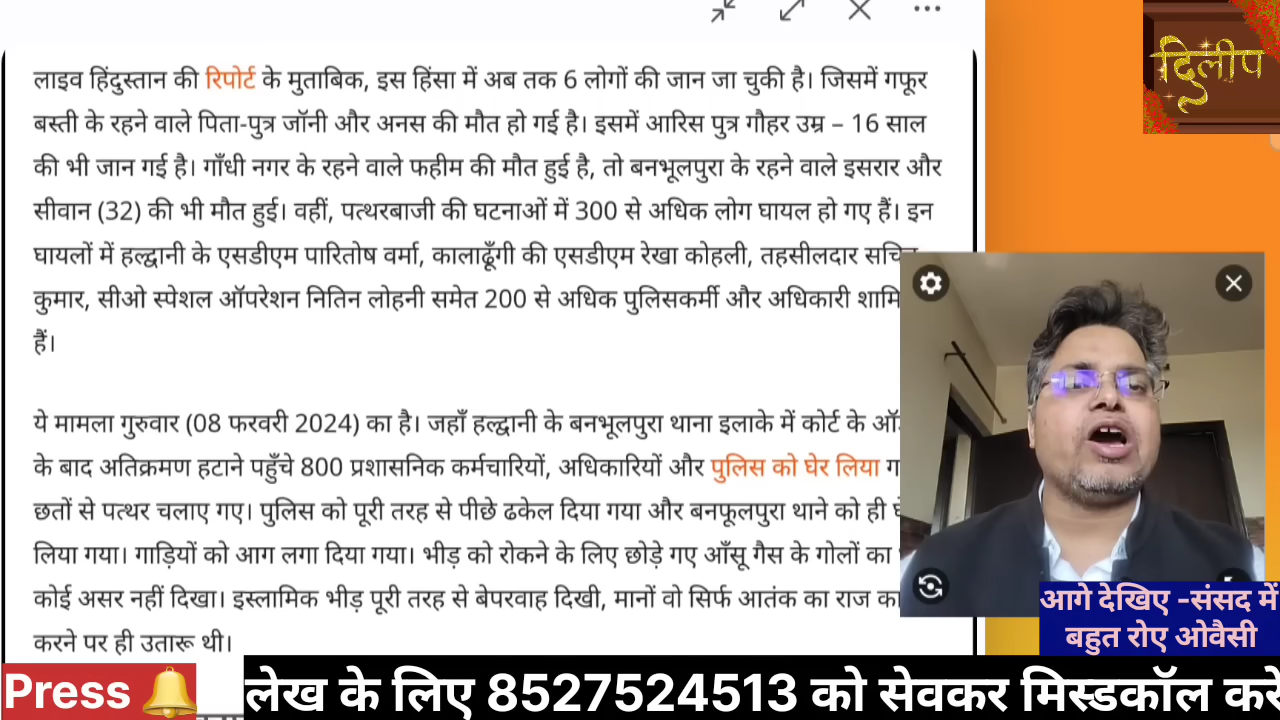 दिलीप
लाइव हिंदुस्तान की रिपोर्ट के मुताबिक, इस हिंसा में अब तक 6 लोगों की जान जा चुकी है। जिसमें गफूर
बस्ती के रहने वाले पिता-पुत्र जॉनी और अनस की मौत हो गई है। इसमें आरिस पुत्र गौहर उम्र – 16 साल
की भी जान गई है। गाँधी नगर के रहने वाले फहीम की मौत हुई है, तो बनभूलपुरा के रहने वाले इसरार और
सीवान (32) की भी मौत हुई। वहीं, पत्थरबाजी की घटनाओं में 300 से अधिक लोग घायल हो गए हैं। इन
घायलों में हल्द्वानी के एसडीएम पारितोष वर्मा, कालाढूँगी की एसडीएम रेखा कोहली, तहसीलदार
कुमार, सीओ स्पेशल ऑपरेशन नितिन लोहनी समेत 200 से अधिक पुलिसकर्मी और अधिकारी
हैं।
ये मामला गुरुवार (08 फरवरी 2024) का है। जहाँ हल्द्वानी के बनभूलपुरा थाना इलाके में कोर्ट के
के बाद अतिक्रमण हटाने पहुँचे 800 प्रशासनिक कर्मचारियों, अधिकारियों और पुलिस को घेर लिया
छतों से पत्थर चलाए गए। पुलिस को पूरी तरह से पीछे ढकेल दिया गया और बनफूलपुरा थाने को ही
लिया गया। गाड़ियों को आग लगा दिया गया। भीड़ को रोकने के लिए छोड़े गए आँसू गैस के गोलों का
कोई असर नहीं दिखा। इस्लामिक भीड़ पूरी तरह से बेपरवाह दिखी, मानों वो सिर्फ आतंक का राज
करने पर ही उतारू थी।
आगे देखिए -संसद में
बहुत रोए ओवैसी
Press
लेख के लिए 8527524513 को सेवकर मिस्डकॉल करे